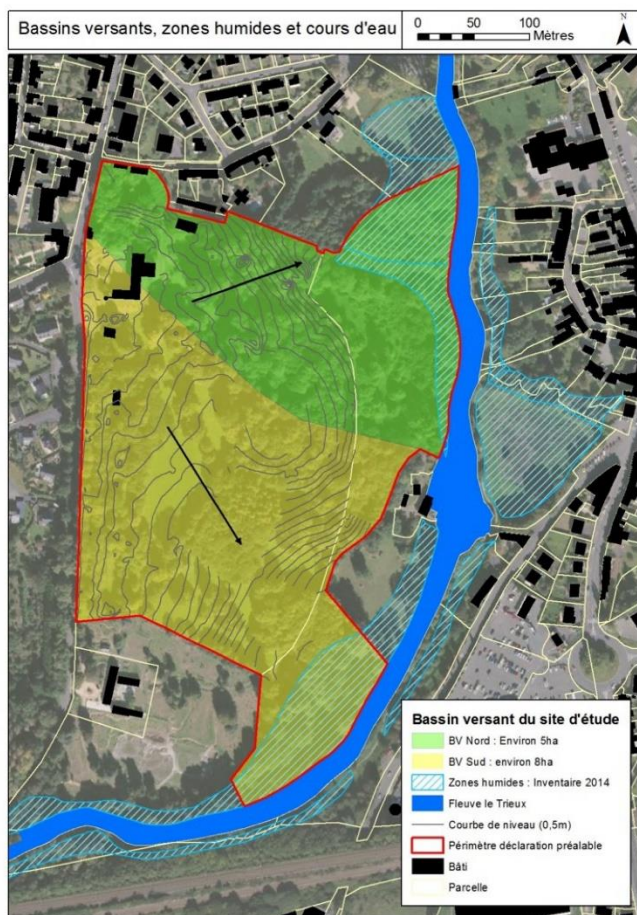 Bassins versants, zones humides et cours d'eau
0 50 100
Mètres
N
Bassin versant du site d'étude
BV Nord : Environ 5ha
BV Sud : environ 8ha
Zones humides : Inventaire 2014
Fleuve le Trieux
Courbe de niveau (0,5m)
Périmètre déclaration préalable
Bâti
Parcelle